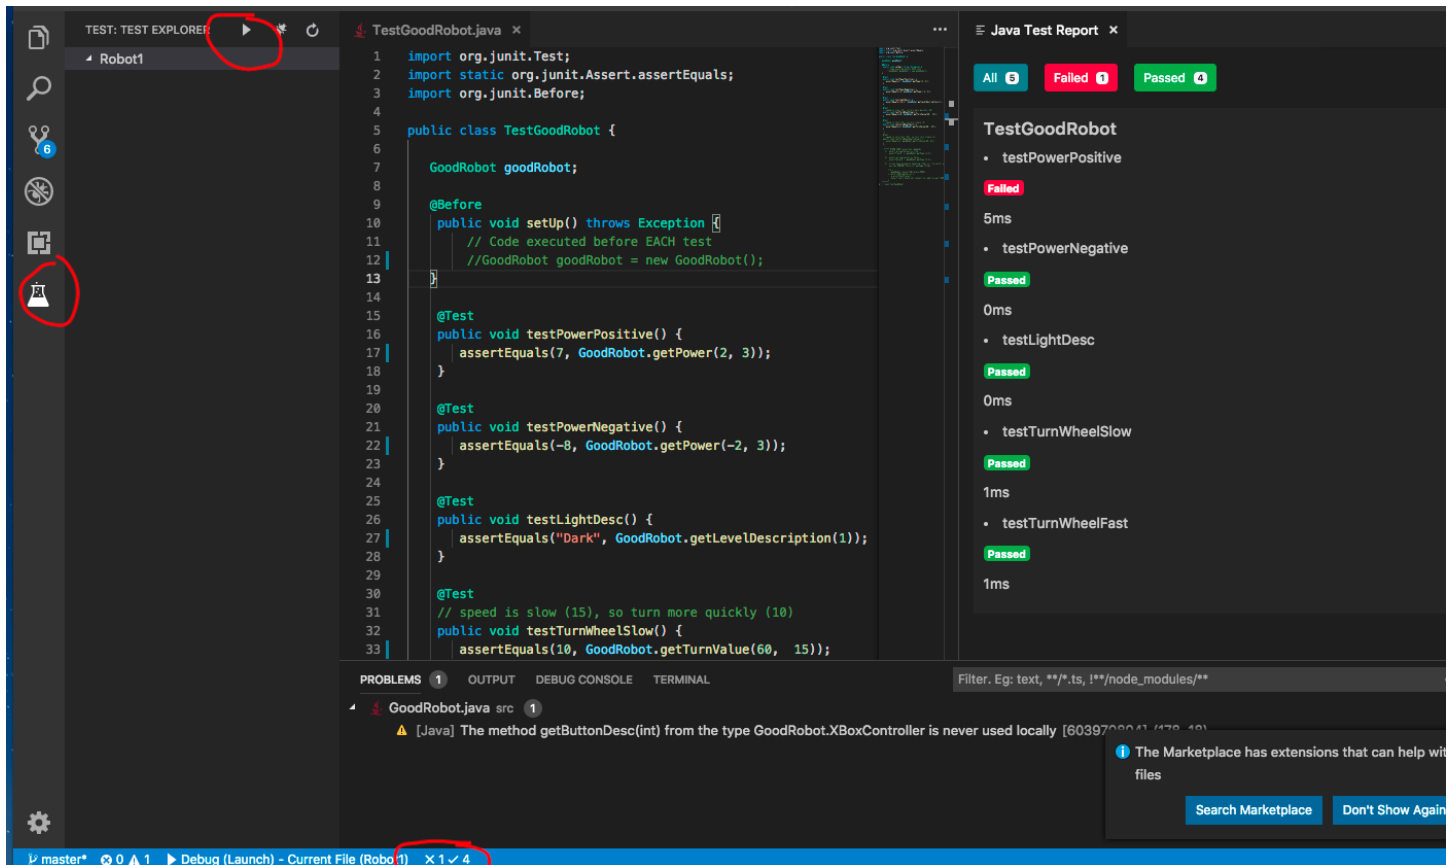 TEST: TEST EXPLORER
Robot1
6
TestGoodRobot.java ×
1 import org.junit.Test;
2 import static org.junit.Assert.assertEquals;
3 import org.junit.Before;
4
5 public class TestGoodRobot {
6
7 GoodRobot goodRobot;
8
9 @Before
10 public void setUp() throws Exception {
11 // Code executed before EACH test
12 //GoodRobot goodRobot = new GoodRobot();
13 }
14
15 @Test
16 public void testPowerPositive() {
17 assertEquals(7, GoodRobot.getPower(2, 3));
18 }
19
20 @Test
21 public void testPowerNegative() {
22 assertEquals(-8, GoodRobot.getPower(-2, 3));
23 }
24
25 @Test
26 public void testLightDesc() {
27 assertEquals("Dark", GoodRobot.getLevelDescription(1));
28 }
29
30 @Test
31 // speed is slow (15), so turn more quickly (10)
32 public void testTurnWheelSlow() {
33 assertEquals(10, GoodRobot.getTurnValue(60, 15));
Java Test Report ×
All 5 Failed 1 Passed 4
TestGoodRobot
• testPowerPositive
Failed
5ms
• testPowerNegative
Passed
0ms
• testLightDesc
Passed
0ms
• testTurnWheelSlow
Passed
1ms
• testTurnWheelFast
Passed
1ms
PROBLEMS 1 OUTPUT DEBUG CONSOLE TERMINAL
Filter. Eg: text, **/*.ts, !**/node_modules/**
GoodRobot.java src 1
[Java] The method getButtonDesc(int) from the type GoodRobot.XBoxController is never used locally
The Marketplace has extensions that can help wit
files
Search Marketplace Don't Show Again
master* 0 1 Debug (Launch) - Current File (Robot1) ✕ 1 ✓ 4